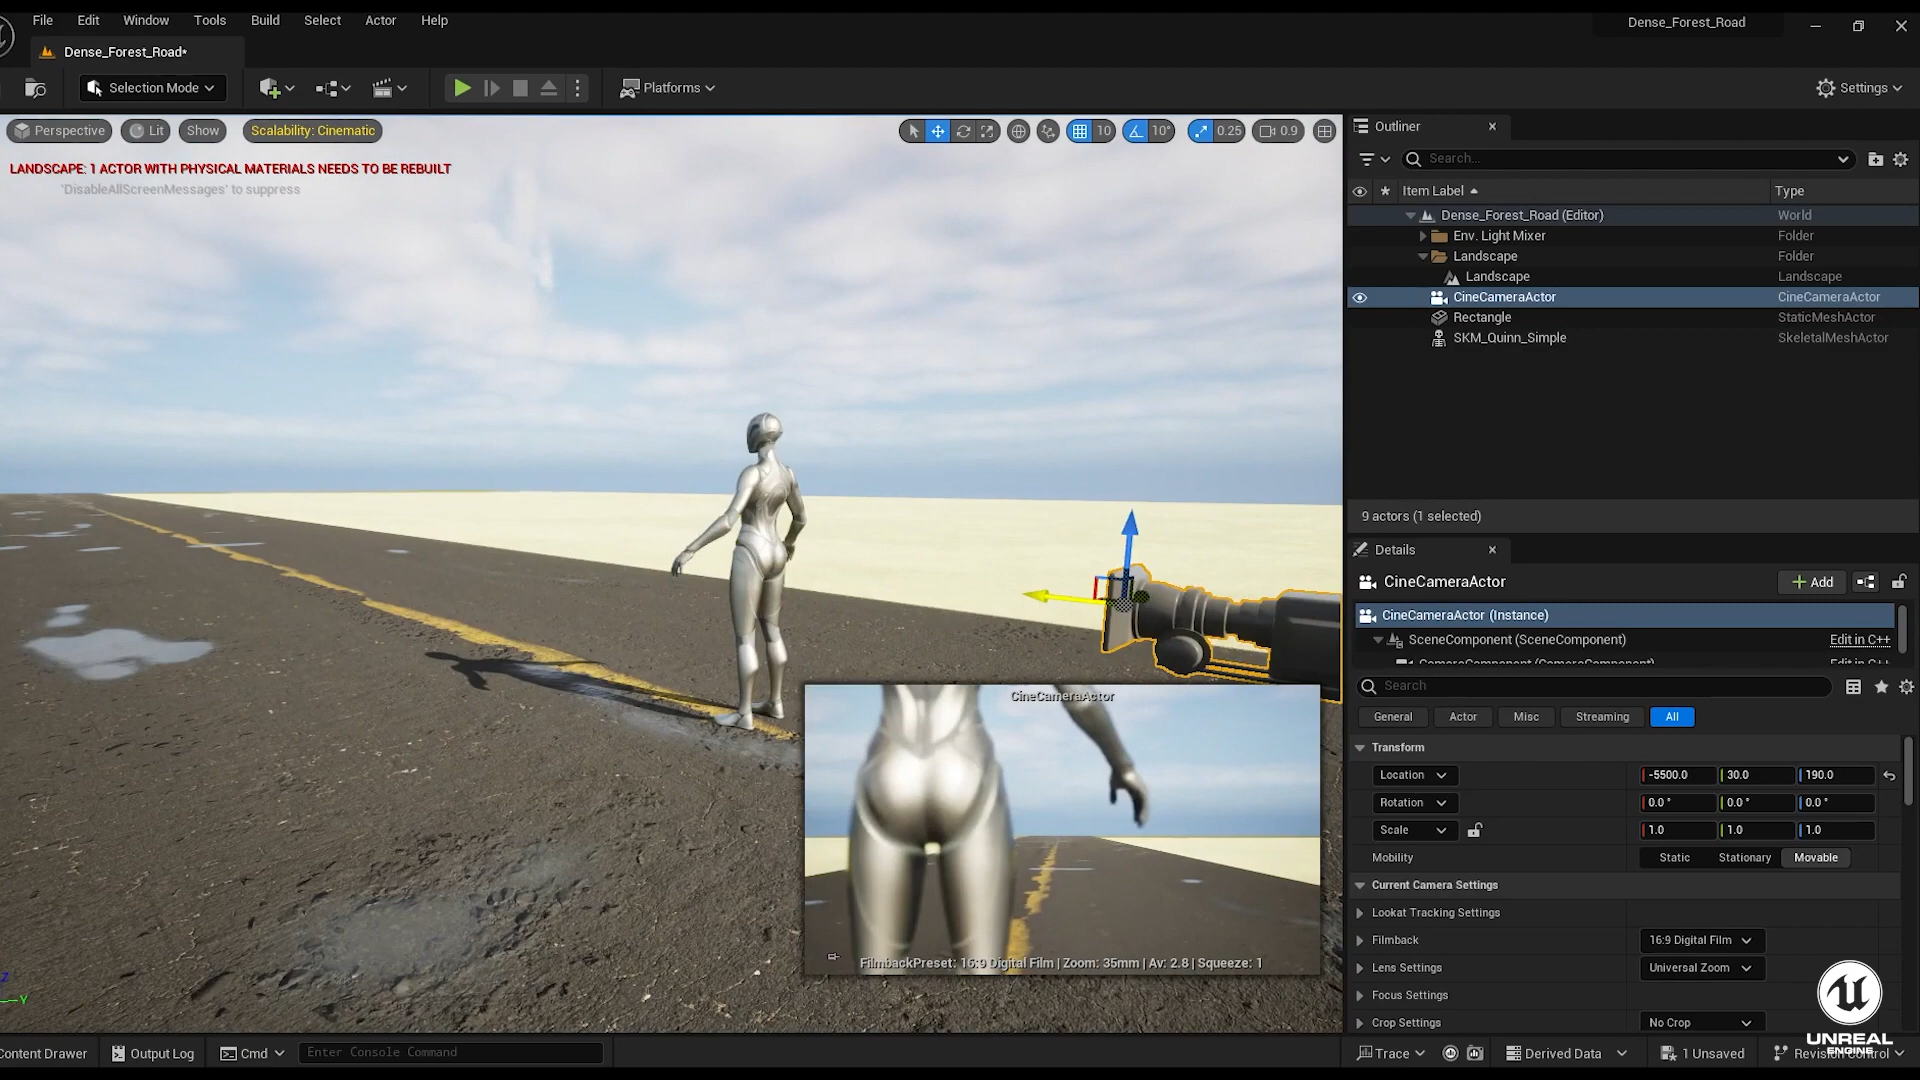 File Edit Window Tools Build Select Actor Help
Dense_Forest_Road
Dense_Forest_Road*
Selection Mode
Platforms
Settings
Perspective
Lit
Show
Scalability: Cinematic
10
10°
0.25
0.9
LANDSCAPE: 1 ACTOR WITH PHYSICAL MATERIALS NEEDS TO BE REBUILT
'DisableAllScreenMessages' to suppress
Outliner
Search...
Item Label Type
Dense_Forest_Road (Editor) World
Env. Light Mixer Folder
Landscape Folder
Landscape Landscape
CineCameraActor CineCameraActor
Rectangle StaticMeshActor
SKM_Quinn_Simple SkeletalMeshActor
9 actors (1 selected)
Details
CineCameraActor
Add
CineCameraActor (Instance)
SceneComponent (SceneComponent) Edit in C++
CameraComponent (CameraComponent) Edit in C++
Search
General Actor Misc Streaming All
Transform
Location -5500.0 30.0 190.0
Rotation 0.0° 0.0° 0.0°
Scale 1.0 1.0 1.0
Mobility Static Stationary Movable
Current Camera Settings
Lookat Tracking Settings
Filmback 16:9 Digital Film
Lens Settings Universal Zoom
Focus Settings
Crop Settings No Crop
CineCameraActor
FilmbackPreset: 16:9 Digital Film | Zoom: 35mm | Av: 2.8 | Squeeze: 1
Z
Y
UNREAL
ENGINE
Content Drawer
Output Log
Cmd
Enter Console Command
Trace
Derived Data
1 Unsaved
Revision Control